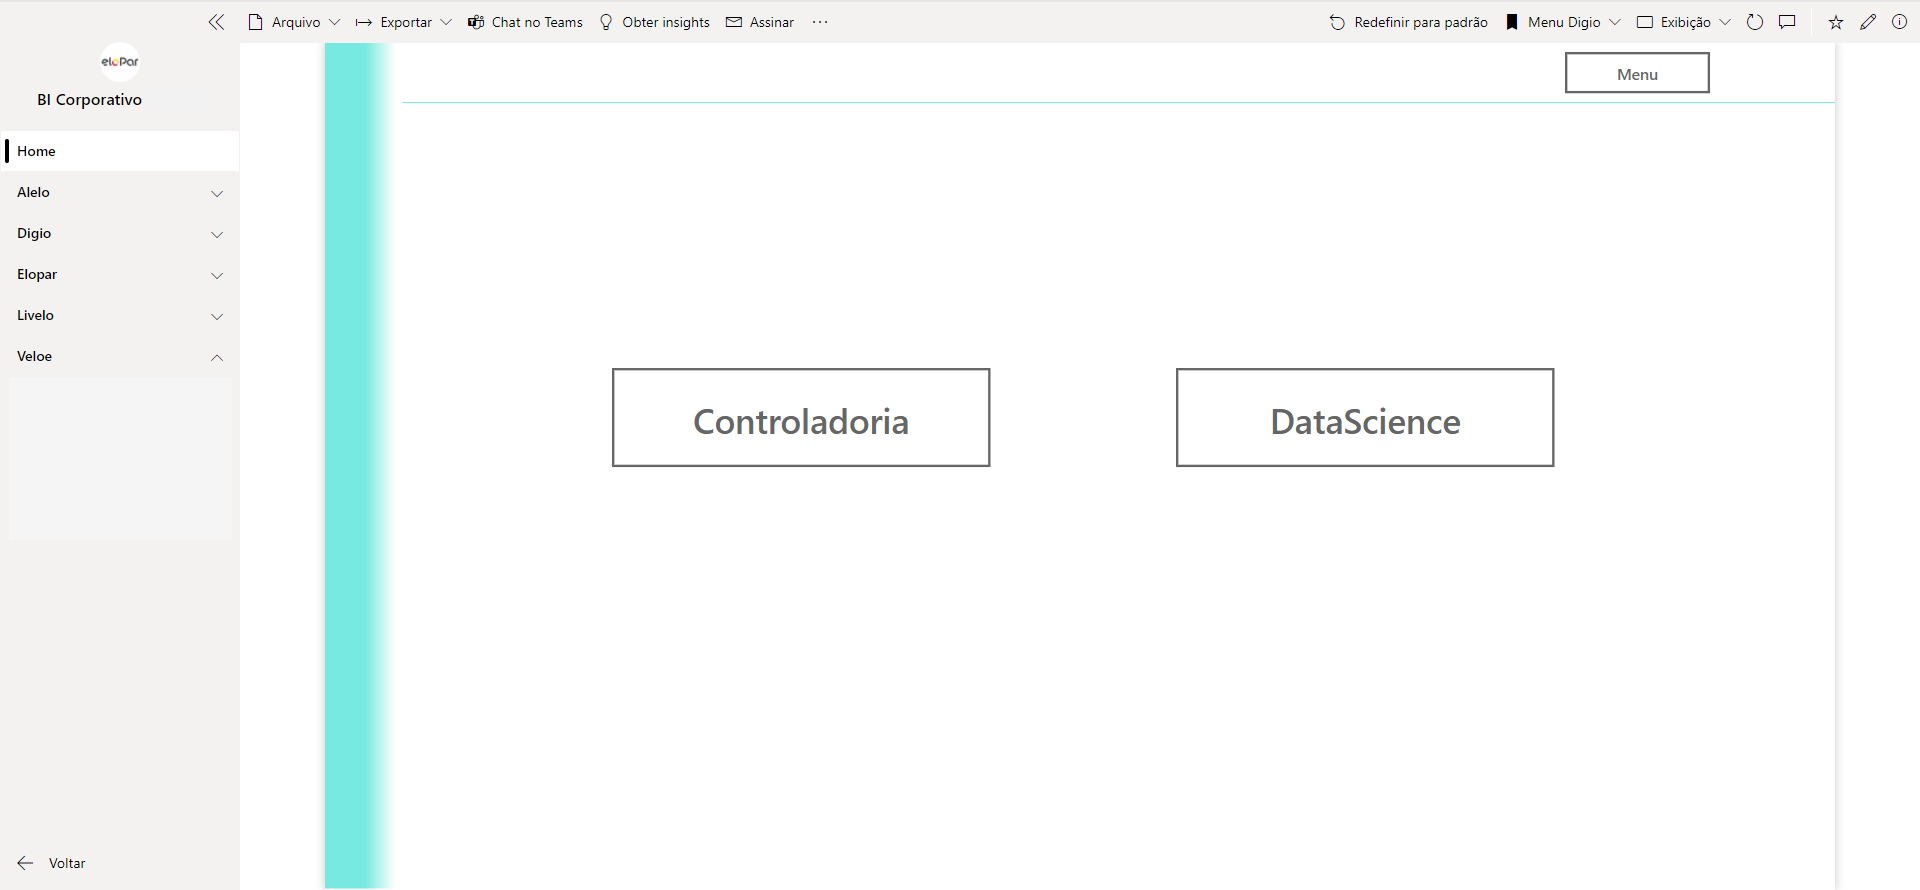 Arquivo Exportar Chat no Teams Obter insights Assinar ... Redefinir para padrão Menu Digio Exibição
eloPar
BI Corporativo
Menu
Home
Alelo
Digio
Elopar
Livelo
Veloe
Controladoria DataScience
Voltar